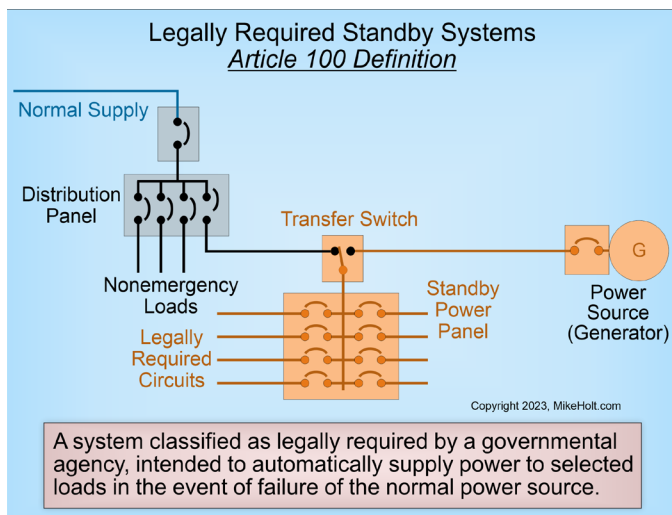 Legally Required Standby Systems
Article 100 Definition
Normal Supply
Distribution
Panel
Transfer Switch
G
Nonemergency
Loads
Standby
Power
Panel
Power
Source
(Generator)
Legally
Required
Circuits
Copyright 2023, MikeHolt.com
A system classified as legally required by a governmental
agency, intended to automatically supply power to selected
loads in the event of failure of the normal power source.